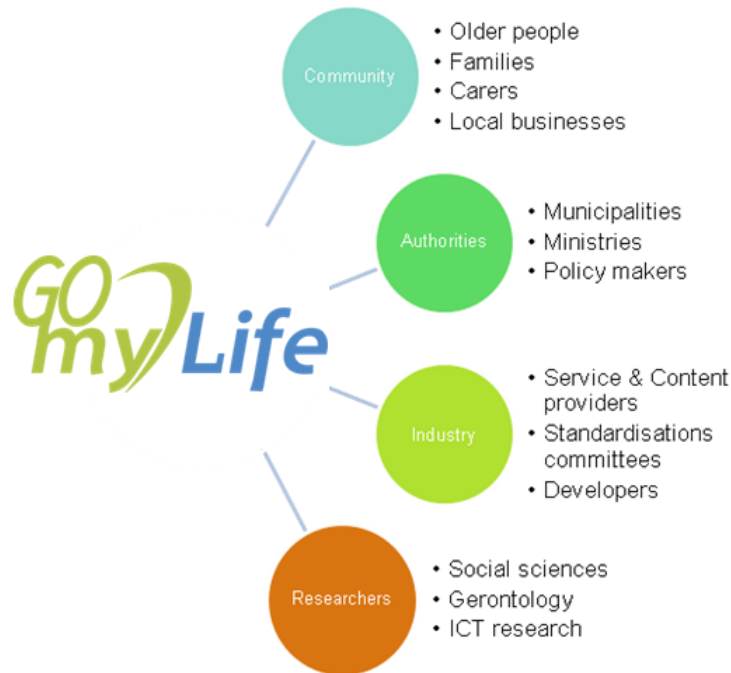 Community
• Older people
• Families
• Carers
• Local businesses
Authorities
• Municipalities
• Ministries
• Policy makers
GO
my Life
Industry
• Service & Content
providers
• Standardisations
committees
• Developers
Researchers
• Social sciences
• Gerontology
• ICT research